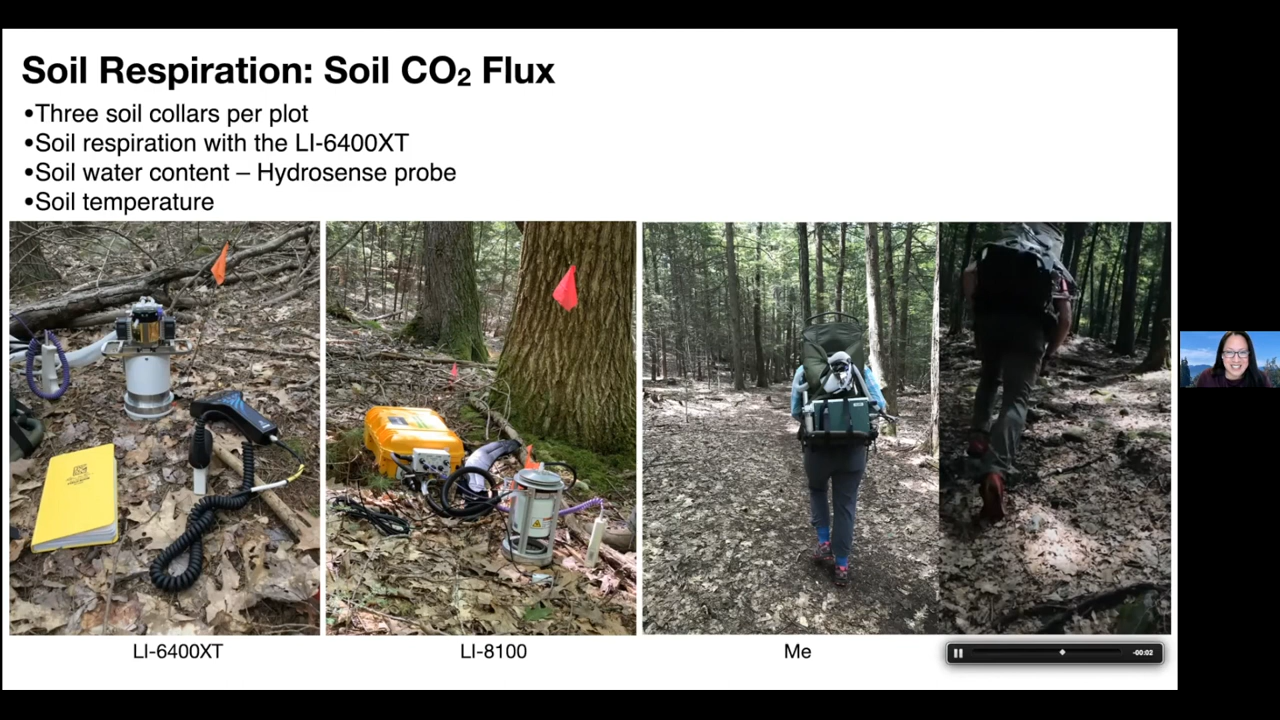 Soil Respiration: Soil CO₂ Flux
•Three soil collars per plot
•Soil respiration with the LI-6400XT
•Soil water content – Hydrosense probe
•Soil temperature
LI-6400XT
LI-8100
Me
-00:02